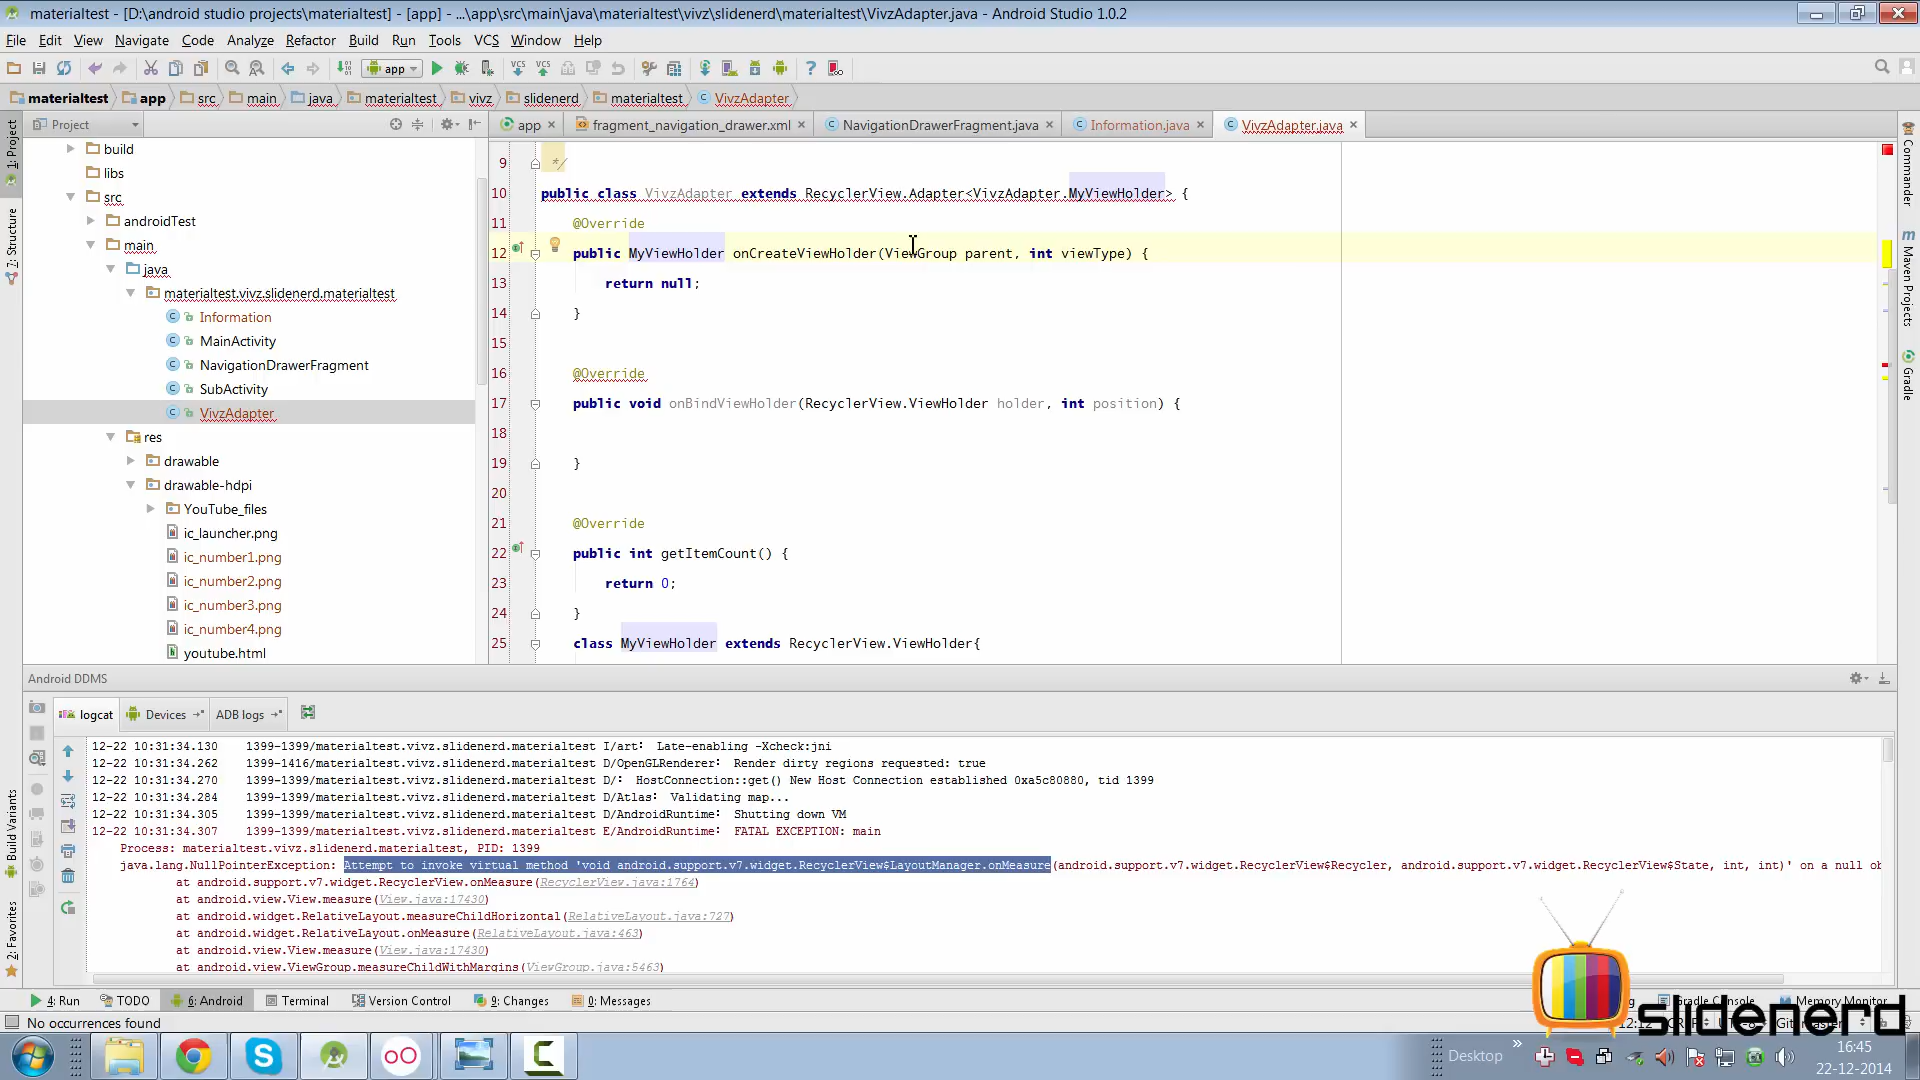 materialtest - [D:\android studio projects\materialtest] - [app] - ...\app\src\main\java\materialtest\vivz\slidenerd\materialtest\VivzAdapter.java - Android Studio 1.0.2
File Edit View Navigate Code Analyze Refactor Build Run Tools VCS Window Help
app
materialtest app src main java materialtest vivz slidenerd materialtest VivzAdapter
Project
app
fragment_navigation_drawer.xml
NavigationDrawerFragment.java
Information.java
VivzAdapter.java
1: Project
7: Structure
Build Variants
2: Favorites
Commander
Maven Projects
Gradle
build
libs
src
androidTest
main
java
materialtest.vivz.slidenerd.materialtest
Information
MainActivity
NavigationDrawerFragment
SubActivity
VivzAdapter
res
drawable
drawable-hdpi
YouTube_files
ic_launcher.png
ic_number1.png
ic_number2.png
ic_number3.png
ic_number4.png
youtube.html
9 */
10 public class VivzAdapter extends RecyclerView.Adapter<VivzAdapter.MyViewHolder> {
11 @Override
12 public MyViewHolder onCreateViewHolder(ViewGroup parent, int viewType) {
13 return null;
14 }
15
16 @Override
17 public void onBindViewHolder(RecyclerView.ViewHolder holder, int position) {
18
19 }
20
21 @Override
22 public int getItemCount() {
23 return 0;
24 }
25 class MyViewHolder extends RecyclerView.ViewHolder{
Android DDMS
logcat Devices ADB logs
12-22 10:31:34.130 1399-1399/materialtest.vivz.slidenerd.materialtest I/art: Late-enabling -Xcheck:jni
12-22 10:31:34.262 1399-1416/materialtest.vivz.slidenerd.materialtest D/OpenGLRenderer: Render dirty regions requested: true
12-22 10:31:34.270 1399-1399/materialtest.vivz.slidenerd.materialtest D/: HostConnection::get() New Host Connection established 0xa5c80880, tid 1399
12-22 10:31:34.284 1399-1399/materialtest.vivz.slidenerd.materialtest D/Atlas: Validating map...
12-22 10:31:34.305 1399-1399/materialtest.vivz.slidenerd.materialtest D/AndroidRuntime: Shutting down VM
12-22 10:31:34.307 1399-1399/materialtest.vivz.slidenerd.materialtest E/AndroidRuntime: FATAL EXCEPTION: main
Process: materialtest.vivz.slidenerd.materialtest, PID: 1399
java.lang.NullPointerException: Attempt to invoke virtual method 'void android.support.v7.widget.RecyclerView$LayoutManager.onMeasure(android.support.v7.widget.RecyclerView$Recycler, android.support.v7.widget.RecyclerView$State, int, int)' on a null ob
at android.support.v7.widget.RecyclerView.onMeasure(RecyclerView.java:1764)
at android.view.View.measure(View.java:17430)
at android.widget.RelativeLayout.measureChildHorizontal(RelativeLayout.java:727)
at android.widget.RelativeLayout.onMeasure(RelativeLayout.java:463)
at android.view.View.measure(View.java:17430)
at android.view.ViewGroup.measureChildWithMargins(ViewGroup.java:5463)
4: Run TODO 6: Android Terminal Version Control 9: Changes 0: Messages Gradle Console Memory Monitor
No occurrences found
slidenerd
Desktop
16:45
22-12-2014